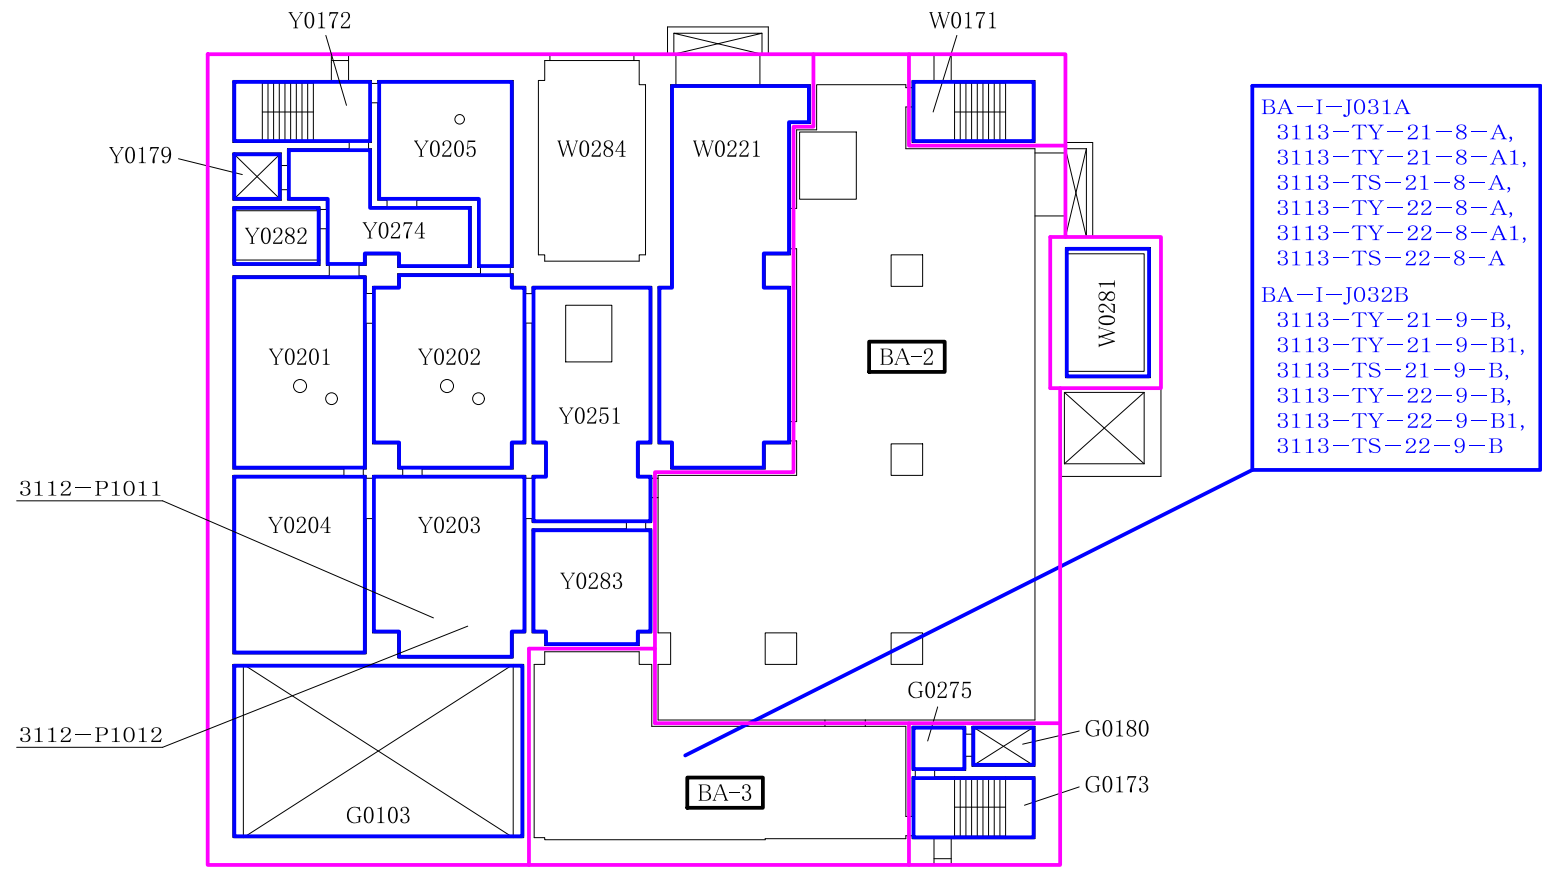 Y0172
W0171
BA-I-J031A
3113-TY-21-8-A,
3113-TY-21-8-A1,
3113-TS-21-8-A,
3113-TY-22-8-A,
3113-TY-22-8-A1,
3113-TS-22-8-A
BA-I-J032B
3113-TY-21-9-B,
3113-TY-21-9-B1,
3113-TS-21-9-B,
3113-TY-22-9-B,
3113-TY-22-9-B1,
3113-TS-22-9-B
Y0179
Y0205
W0284
W0221
Y0282
Y0274
W0281
Y0201
Y0202
BA-2
Y0251
3112-P1011
Y0204
Y0203
Y0283
G0275
3112-P1012
G0180
G0173
BA-3
G0103